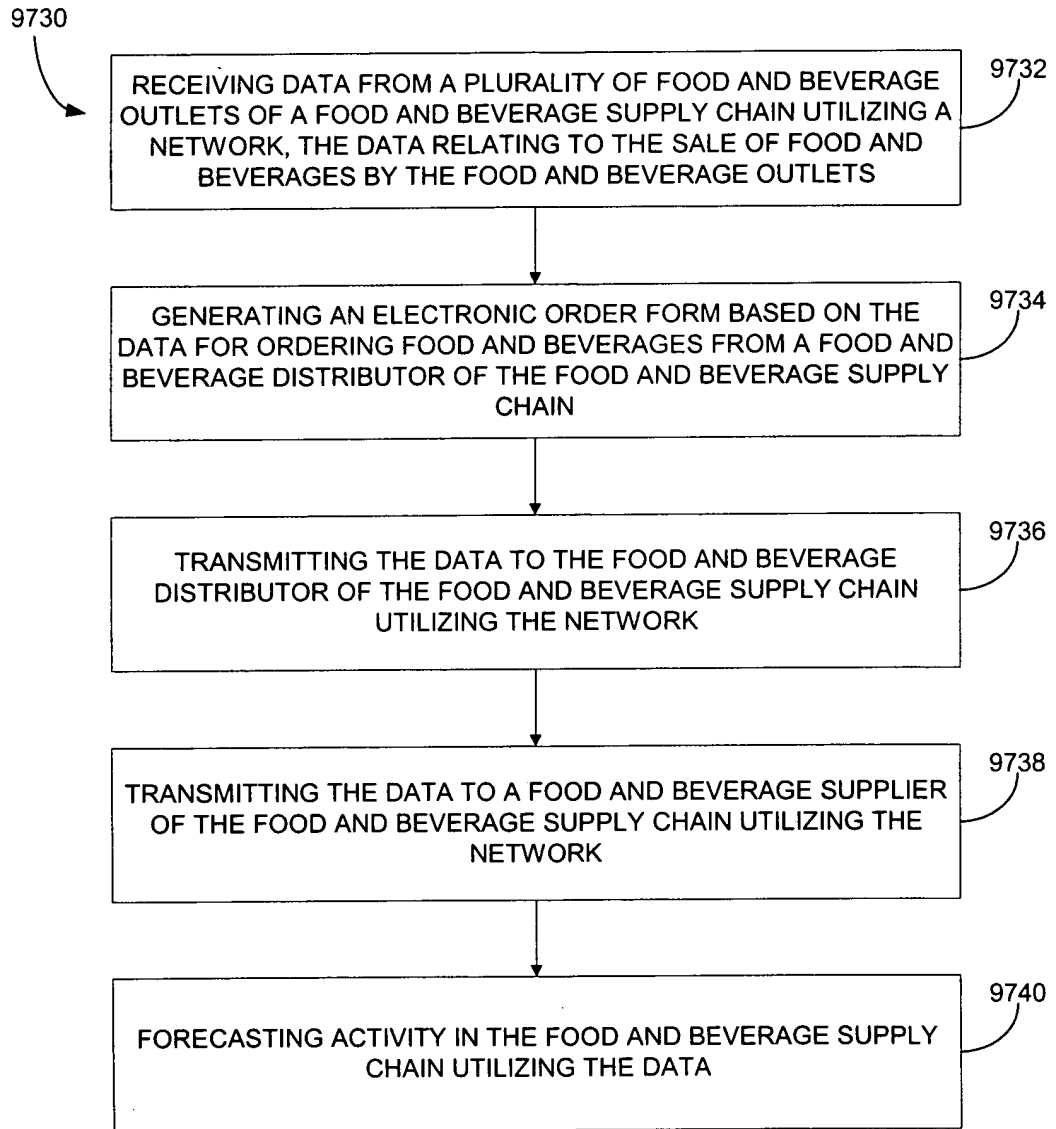 9730
RECEIVING DATA FROM A PLURALITY OF FOOD AND BEVERAGE
OUTLETS OF A FOOD AND BEVERAGE SUPPLY CHAIN UTILIZING A
NETWORK, THE DATA RELATING TO THE SALE OF FOOD AND
BEVERAGES BY THE FOOD AND BEVERAGE OUTLETS
9732
GENERATING AN ELECTRONIC ORDER FORM BASED ON THE
DATA FOR ORDERING FOOD AND BEVERAGES FROM A FOOD AND
BEVERAGE DISTRIBUTOR OF THE FOOD AND BEVERAGE SUPPLY
CHAIN
9734
TRANSMITTING THE DATA TO THE FOOD AND BEVERAGE
DISTRIBUTOR OF THE FOOD AND BEVERAGE SUPPLY CHAIN
UTILIZING THE NETWORK
9736
TRANSMITTING THE DATA TO A FOOD AND BEVERAGE SUPPLIER
OF THE FOOD AND BEVERAGE SUPPLY CHAIN UTILIZING THE
NETWORK
9738
FORECASTING ACTIVITY IN THE FOOD AND BEVERAGE SUPPLY
CHAIN UTILIZING THE DATA
9740